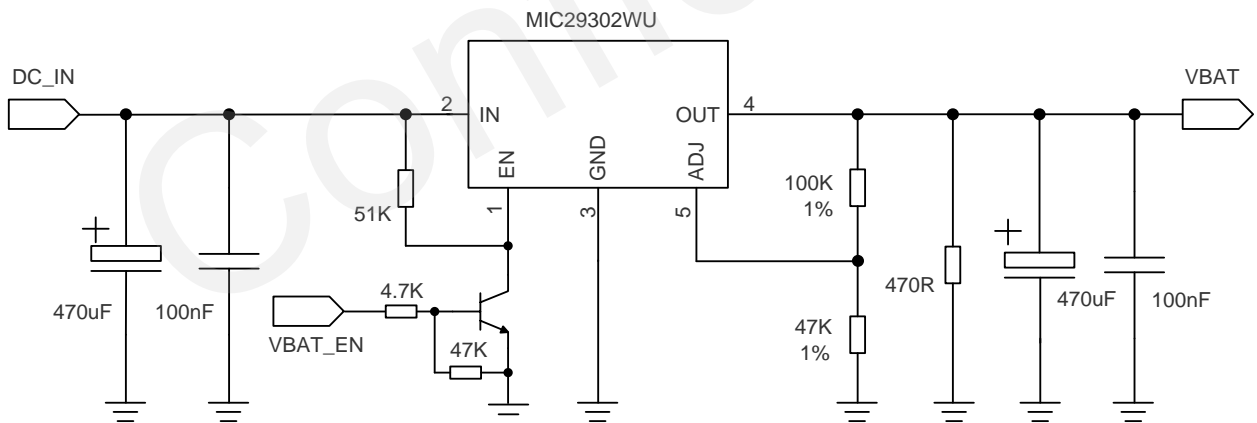 MIC29302WU
DC_IN
VBAT
2
IN
OUT
4
EN
GND
ADJ
1
3
5
51K
100K
1%
470uF
100nF
4.7K
VBAT_EN
47K
47K
1%
470R
470uF
100nF